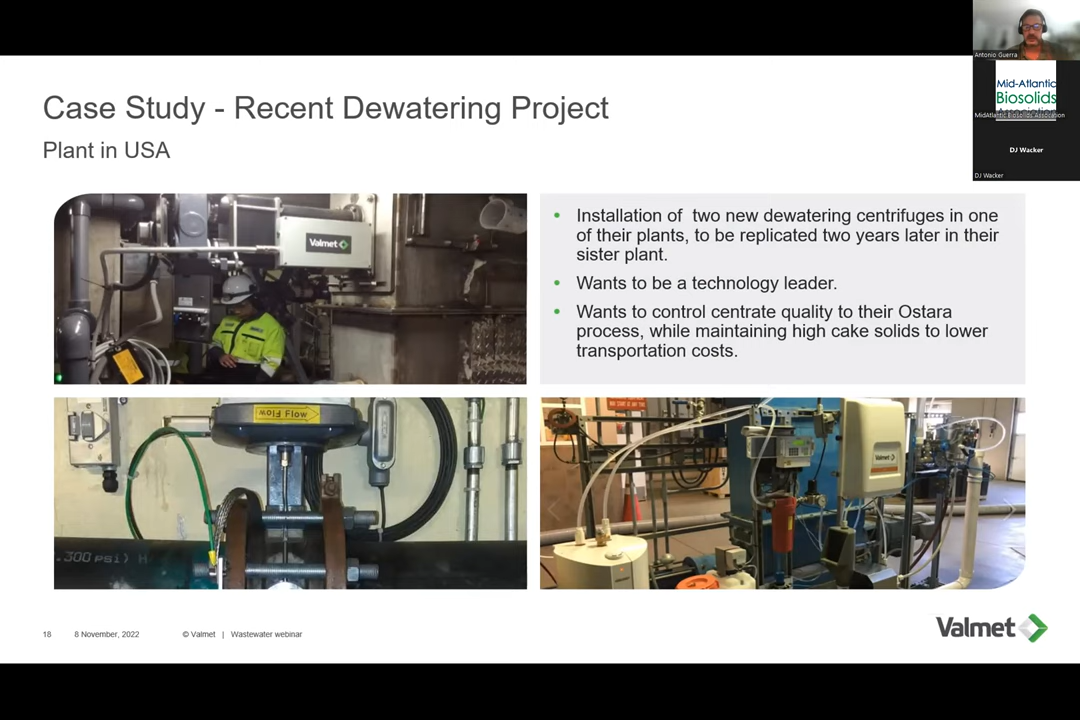 Case Study - Recent Dewatering Project
Plant in USA
Valmet
Installation of two new dewatering centrifuges in one
of their plants, to be replicated two years later in their
sister plant.
Wants to be a technology leader.
Wants to control centrate quality to their Ostara
process, while maintaining high cake solids to lower
transportation costs.
Flow Flow
.300 psi) H
Valmet
18 8 November, 2022 © Valmet | Wastewater webinar
Valmet
Antonio Guerra
Mid-Atlantic
Biosolids
Association
MidAtlantic Biosolids Association
DJ Wacker
DJ Wacker